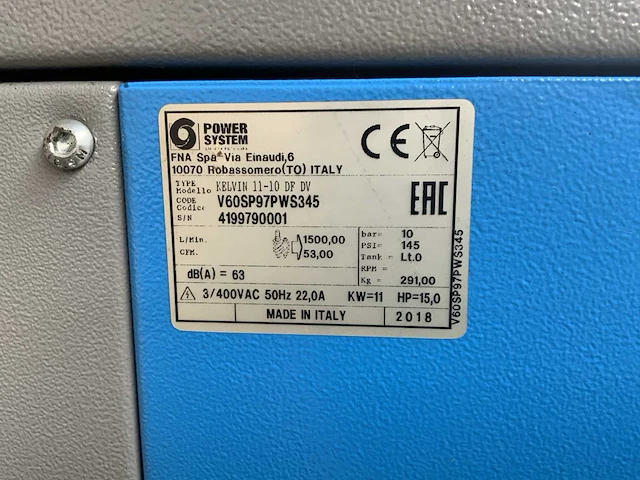 POWER
SYSTEM
FNA Spa Via Einaudi,6
10070 Robassomero(TO) ITALY
CE
TYPE
Modello KELVIN 11-10 DF DV
CODE
Codice V60SP97PWS345
S/N 4199790001
EAC
L/Min. 1500,00
CFM. 53,00
bar= 10
PSI= 145
Tank = Lt.0
RPM =
Kg = 291,00
dB(A) = 63
3/400VAC 50Hz 22,0A KW=11 HP=15,0
MADE IN ITALY 2018
V60SP97PWS345